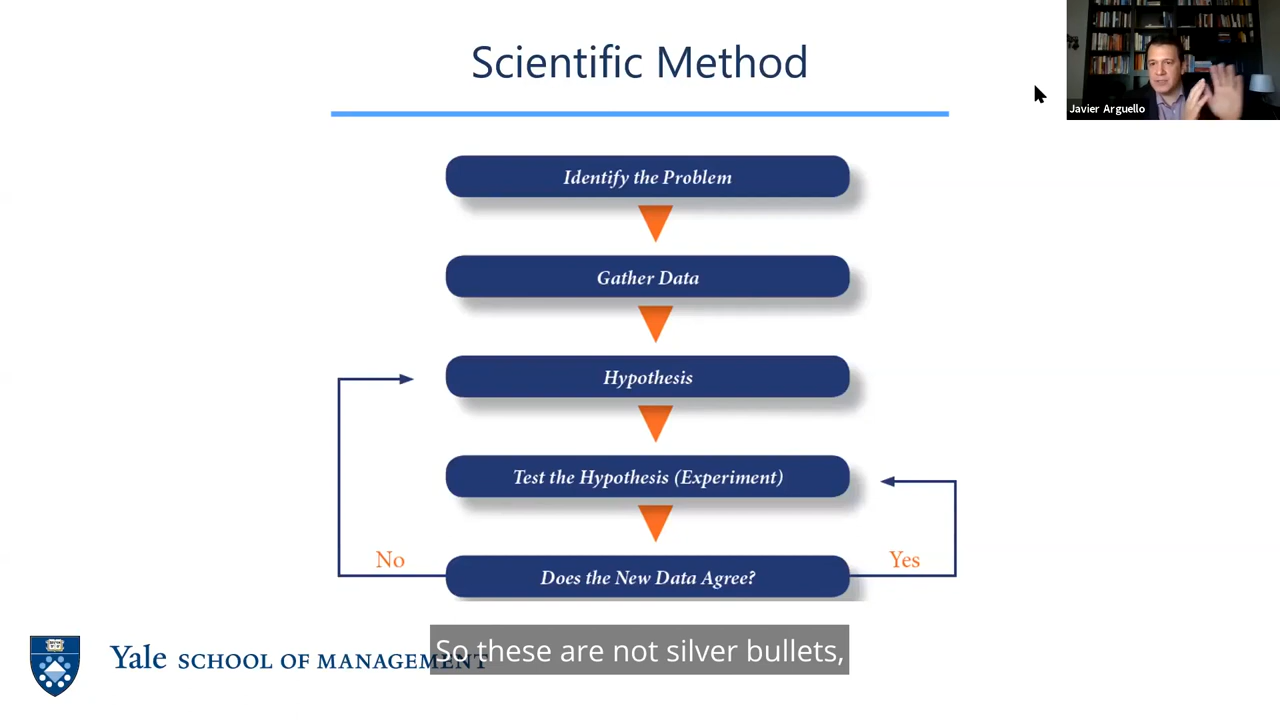 Scientific Method
Javier Arguello
Identify the Problem
Gather Data
Hypothesis
Test the Hypothesis (Experiment)
No
Yes
Does the New Data Agree?
Yale SCHOOL OF MANAGEMENT
So these are not silver bullets,